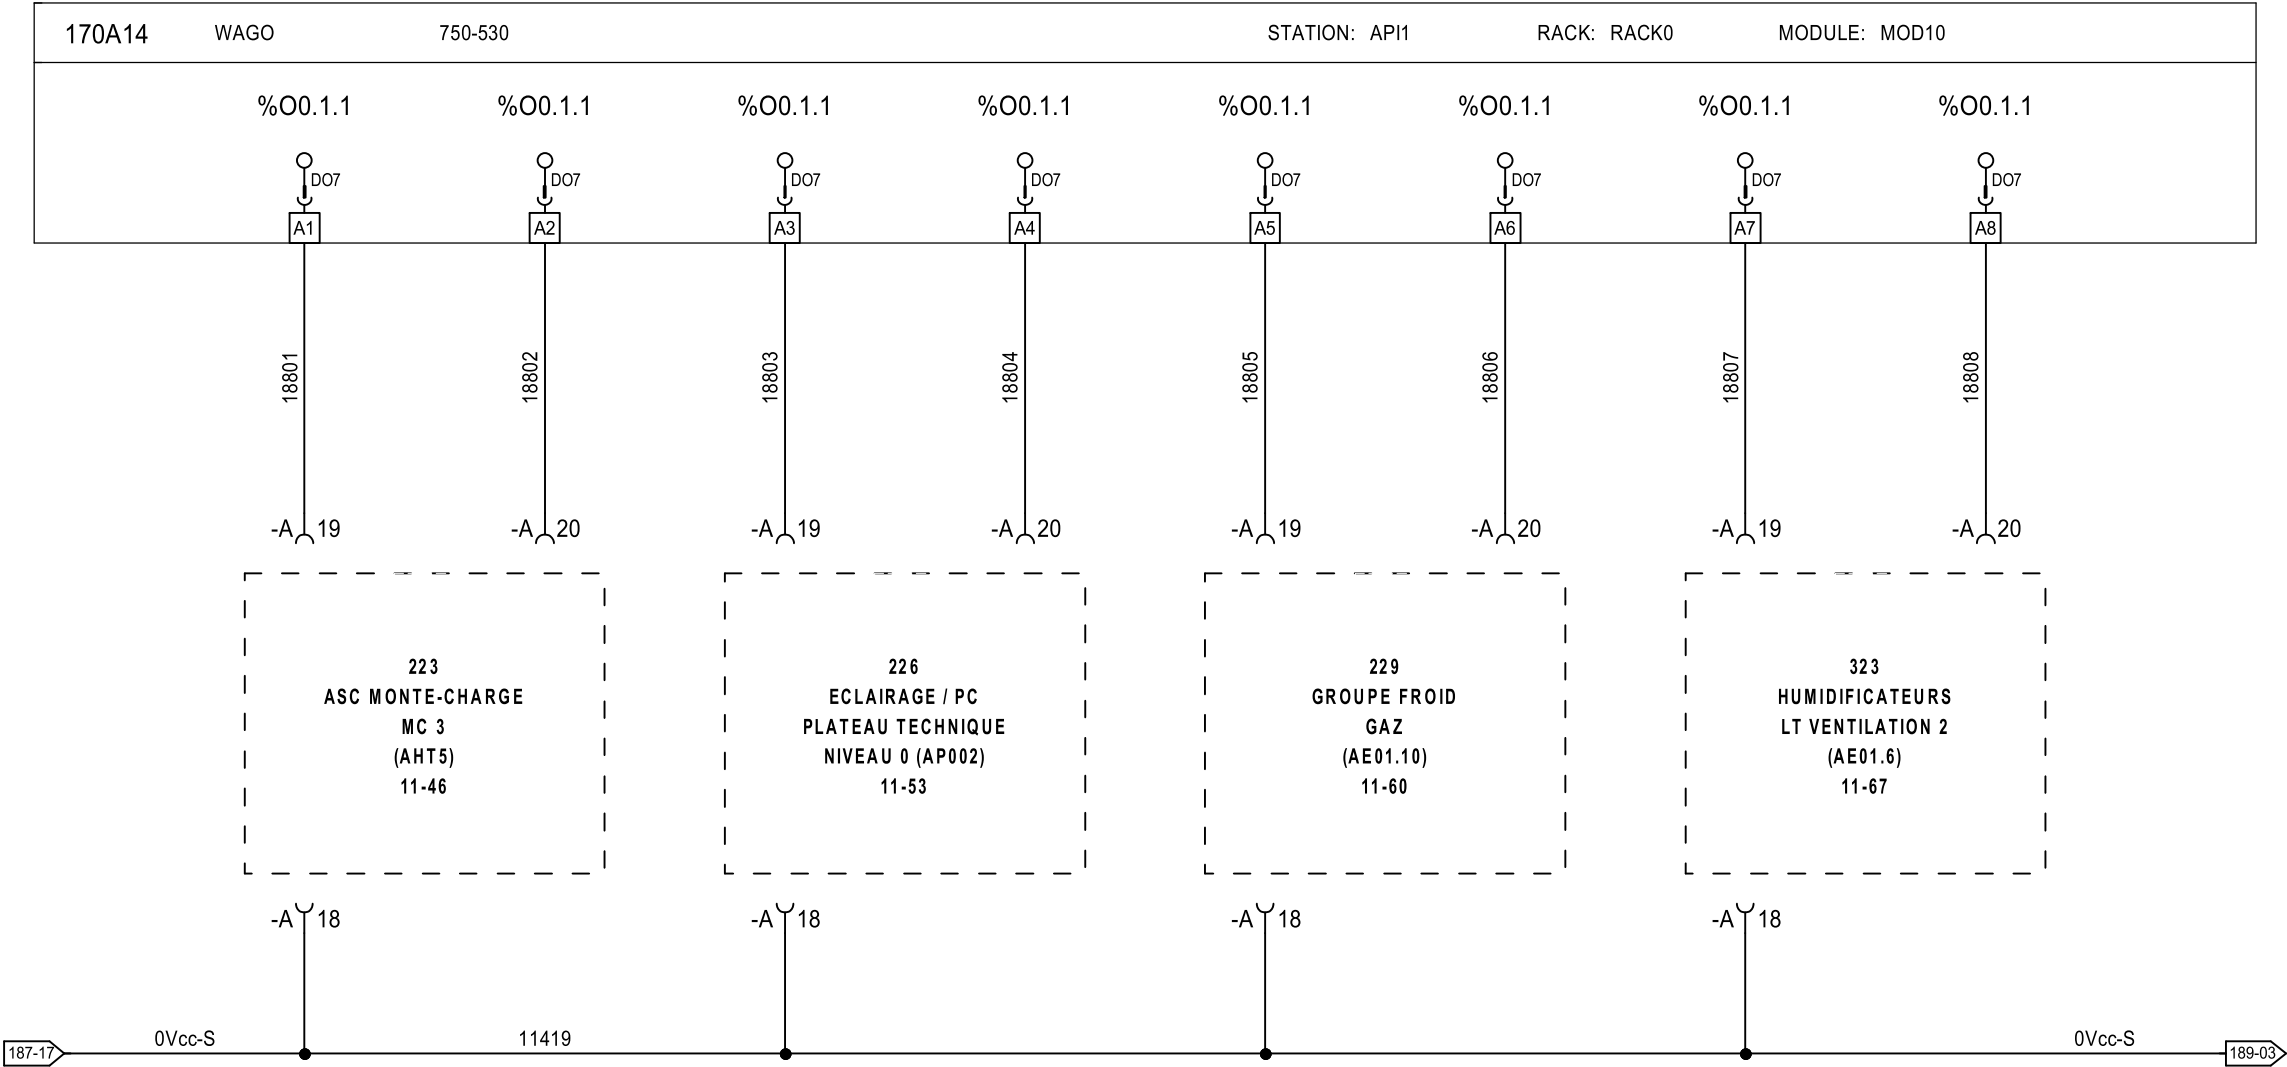 170A14 WAGO 750-530 STATION: API1 RACK: RACK0 MODULE: MOD10
%O0.1.1 %O0.1.1 %O0.1.1 %O0.1.1 %O0.1.1 %O0.1.1 %O0.1.1 %O0.1.1
DO7 DO7 DO7 DO7 DO7 DO7 DO7 DO7
A1 A2 A3 A4 A5 A6 A7 A8
18801 18802 18803 18804 18805 18806 18807 18808
-A 19 -A 20 -A 19 -A 20 -A 19 -A 20 -A 19 -A 20
223
ASC MONTE-CHARGE
MC 3
(AHT5)
11-46
226
ECLAIRAGE / PC
PLATEAU TECHNIQUE
NIVEAU 0 (AP002)
11-53
229
GROUPE FROID
GAZ
(AE01.10)
11-60
323
HUMIDIFICATEURS
LT VENTILATION 2
(AE01.6)
11-67
-A 18 -A 18 -A 18 -A 18
0Vcc-S 11419 0Vcc-S
187-17 189-03